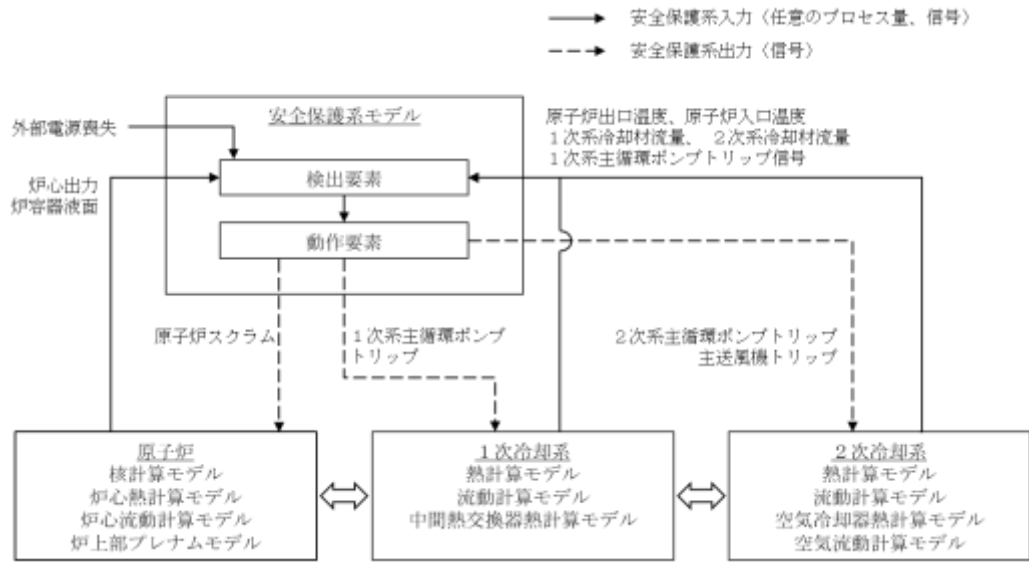 安全保護系入力（任意のプロセス量、信号）
安全保護系出力（信号）
安全保護系モデル
外部電源喪失
原子炉出口温度、原子炉入口温度
１次系冷却材流量、２次系冷却材流量
１次系主循環ポンプトリップ信号
検出要素
炉心出力
炉容器液面
動作要素
原子炉スクラム
１次系主循環ポンプ
トリップ
２次系主循環ポンプトリップ
主送風機トリップ
原子炉
核計算モデル
炉心熱計算モデル
炉心流動計算モデル
炉上部プレナムモデル
１次冷却系
熱計算モデル
流動計算モデル
中間熱交換器熱計算モデル
２次冷却系
熱計算モデル
流動計算モデル
空気冷却器熱計算モデル
空気流動計算モデル